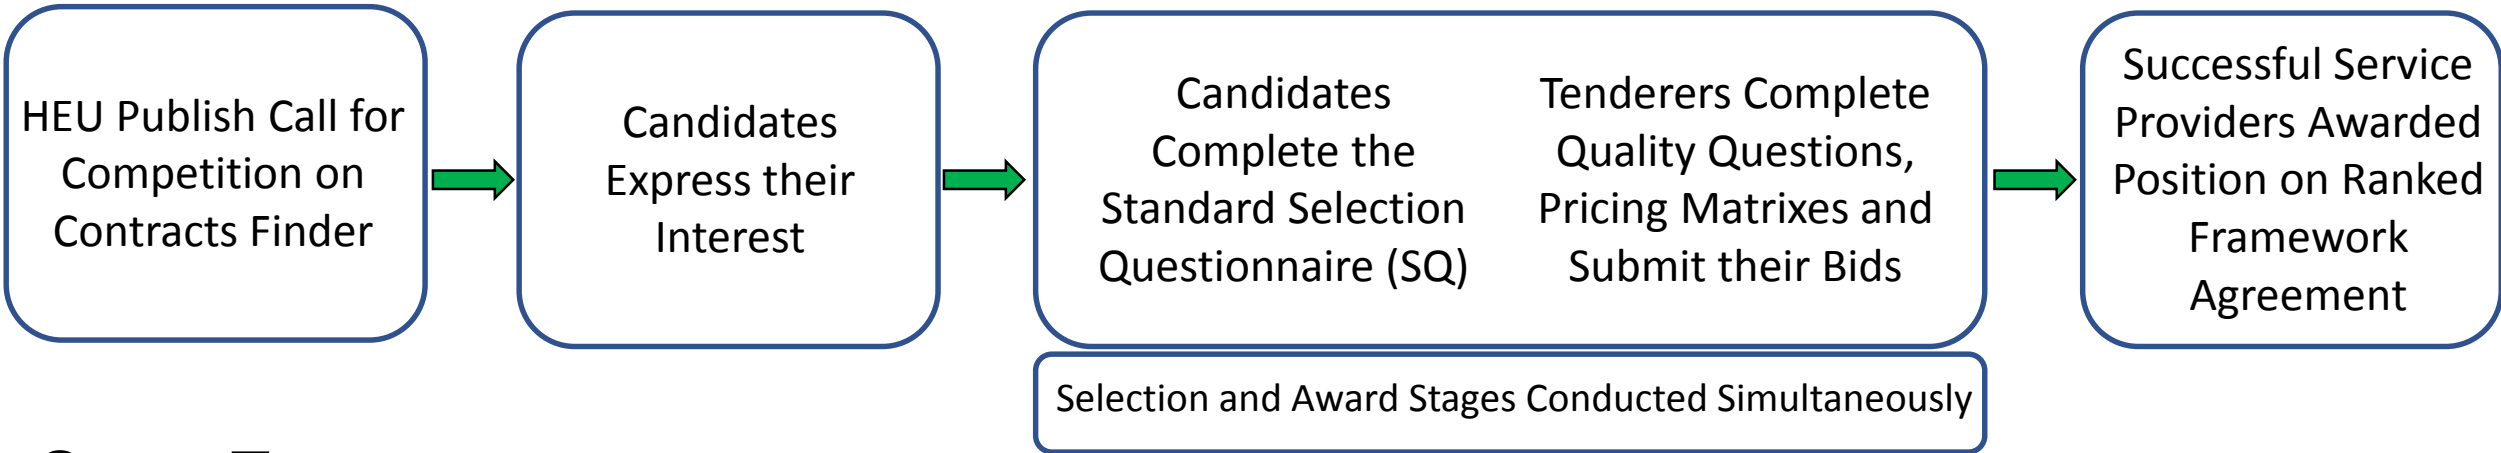 HEU Publish Call for
Competition on
Contracts Finder
Candidates
Express their
Interest
Candidates
Complete the
Standard Selection
Questionnaire (SQ)
Tenderers Complete
Quality Questions,
Pricing Matrixes and
Submit their Bids
Selection and Award Stages Conducted Simultaneously
Successful Service
Providers Awarded
Position on Ranked
Framework
Agreement